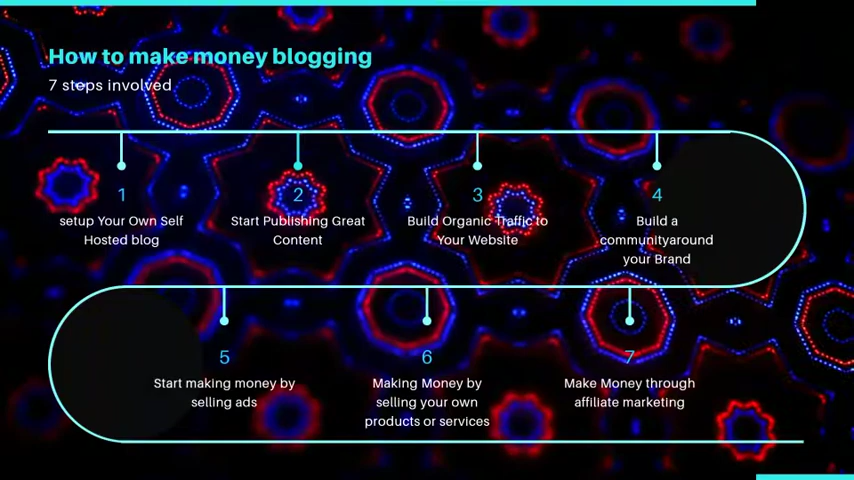 How to make money blogging
7 steps involved
1
setup Your Own Self
Hosted blog
2
Start Publishing Great
Content
3
Build Organic Traffic to
Your Website
4
Build a
communityaround
your Brand
5
Start making money by
selling ads
6
Making Money by
selling your own
products or services
7
Make Money through
affiliate marketing